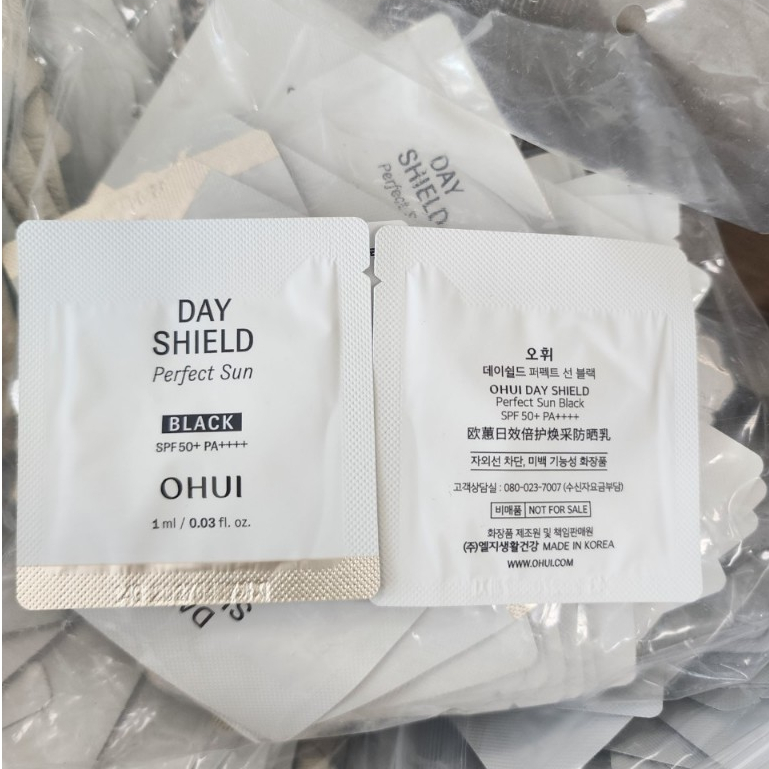 DAY
SHIELD
Perfect
DAY
SHIELD
Perfect Sun
BLACK
SPF 50+ PA++++
OHUI
1 ml / 0.03 fl. oz.
오휘
데이쉴드 퍼펙트 선 블랙
OHUI DAY SHIELD
Perfect Sun Black
SPF 50+ PA++++
欧蕙日效倍护焕采防晒乳
자외선 차단, 미백 기능성 화장품
고객상담실 : 080-023-7007 (수신자요금부담)
비매품 NOT FOR SALE
화장품 제조원 및 책임판매원
(주)엘지생활건강 MADE IN KOREA
WWW.OHUI.COM